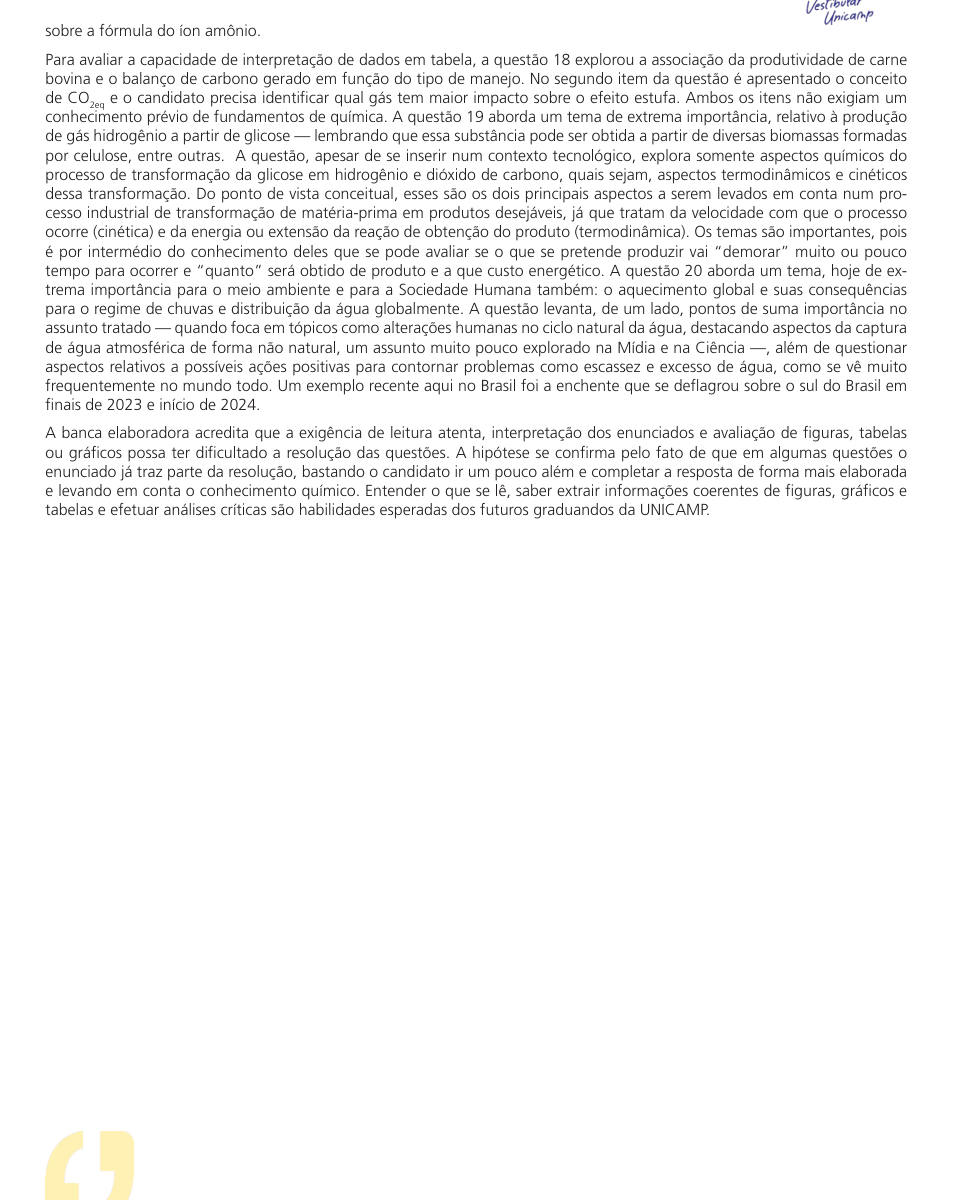 Vestibular
Unicamp
sobre a fórmula do íon amônio.
Para avaliar a capacidade de interpretação de dados em tabela, a questão 18 explorou a associação da produtividade de carne
bovina e o balanço de carbono gerado em função do tipo de manejo. No segundo item da questão é apresentado o conceito
de CO2eq e o candidato precisa identificar qual gás tem maior impacto sobre o efeito estufa. Ambos os itens não exigiam um
conhecimento prévio de fundamentos de química. A questão 19 aborda um tema de extrema importância, relativo à produção
de gás hidrogênio a partir de glicose — lembrando que essa substância pode ser obtida a partir de diversas biomassas formadas
por celulose, entre outras.  A questão, apesar de se inserir num contexto tecnológico, explora somente aspectos químicos do
processo de transformação da glicose em hidrogênio e dióxido de carbono, quais sejam, aspectos termodinâmicos e cinéticos
dessa transformação. Do ponto de vista conceitual, esses são os dois principais aspectos a serem levados em conta num pro-
cesso industrial de transformação de matéria-prima em produtos desejáveis, já que tratam da velocidade com que o processo
ocorre (cinética) e da energia ou extensão da reação de obtenção do produto (termodinâmica). Os temas são importantes, pois
é por intermédio do conhecimento deles que se pode avaliar se o que se pretende produzir vai “demorar” muito ou pouco
tempo para ocorrer e “quanto” será obtido de produto e a que custo energético. A questão 20 aborda um tema, hoje de ex-
trema importância para o meio ambiente e para a Sociedade Humana também: o aquecimento global e suas consequências
para o regime de chuvas e distribuição da água globalmente. A questão levanta, de um lado, pontos de suma importância no
assunto tratado — quando foca em tópicos como alterações humanas no ciclo natural da água, destacando aspectos da captura
de água atmosférica de forma não natural, um assunto muito pouco explorado na Mídia e na Ciência —, além de questionar
aspectos relativos a possíveis ações positivas para contornar problemas como escassez e excesso de água, como se vê muito
frequentemente no mundo todo. Um exemplo recente aqui no Brasil foi a enchente que se deflagrou sobre o sul do Brasil em
finais de 2023 e início de 2024.
A banca elaboradora acredita que a exigência de leitura atenta, interpretação dos enunciados e avaliação de figuras, tabelas
ou gráficos possa ter dificultado a resolução das questões. A hipótese se confirma pelo fato de que em algumas questões o
enunciado já traz parte da resolução, bastando o candidato ir um pouco além e completar a resposta de forma mais elaborada
e levando em conta o conhecimento químico. Entender o que se lê, saber extrair informações coerentes de figuras, gráficos e
tabelas e efetuar análises críticas são habilidades esperadas dos futuros graduandos da UNICAMP.